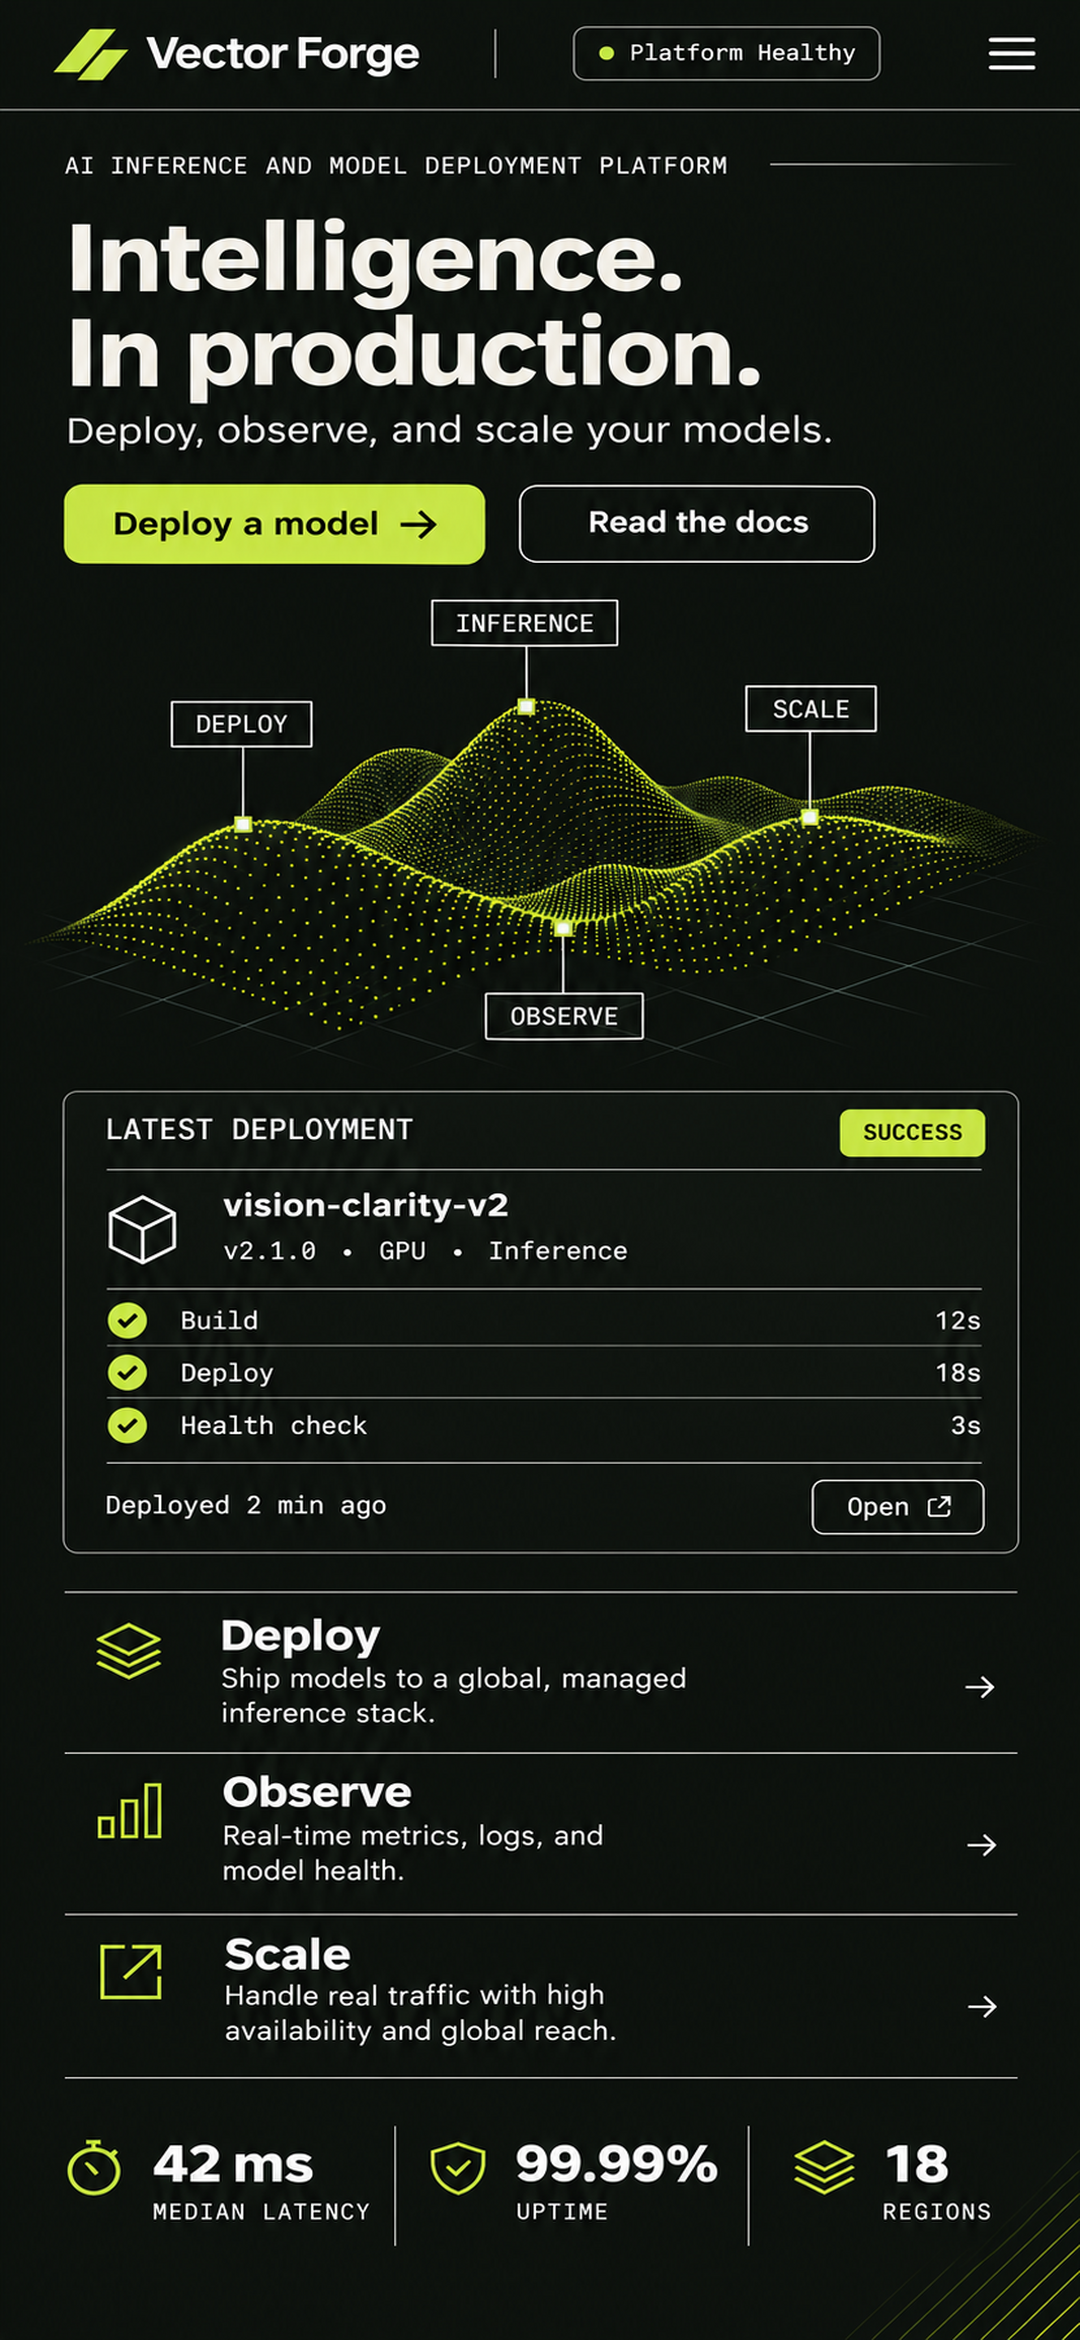 Vector Forge
Platform Healthy
AI INFERENCE AND MODEL DEPLOYMENT PLATFORM
Intelligence.
In production.
Deploy, observe, and scale your models.
Deploy a model →
Read the docs
INFERENCE
DEPLOY
SCALE
OBSERVE
LATEST DEPLOYMENT
SUCCESS
vision-clarity-v2
v2.1.0 • GPU • Inference
Build 12s
Deploy 18s
Health check 3s
Deployed 2 min ago
Open
Deploy
Ship models to a global, managed
inference stack.
Observe
Real-time metrics, logs, and
model health.
Scale
Handle real traffic with high
availability and global reach.
42 ms
MEDIAN LATENCY
99.99%
UPTIME
18
REGIONS